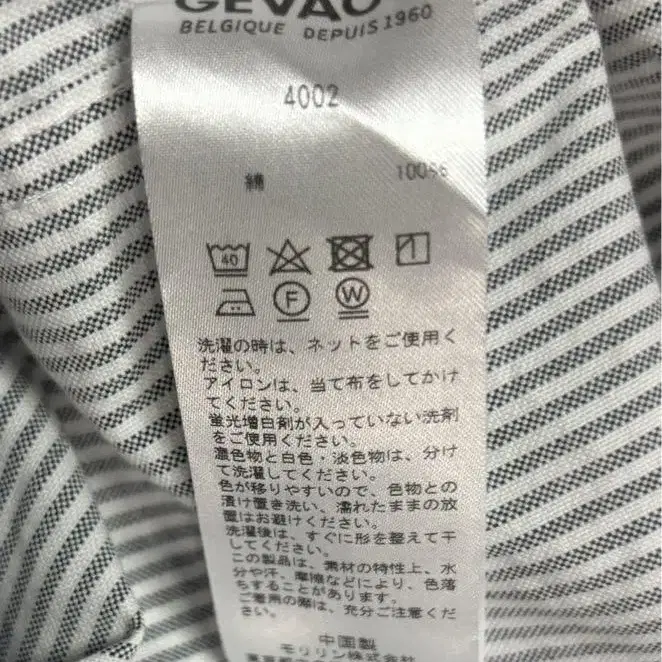 GEVAO
BELGIQUE DEPUIS 1960
4002
綿 100%
40
F W
洗濯の時は、ネットをご使用く
ださい。
アイロンは、当て布をしてかけ
てください。
蛍光増白剤が入っていない洗剤
をご使用ください。
濃色物と白色・淡色物は、分け
て洗濯してください。
色が移りやすいので、色物との
漬け置き洗い、濡れたままの放
置はお避けください。
洗濯後は、すぐに形を整えて干
してください。
この製品は、素材の特性上、水
分や汗、摩擦などにより、色落
ちすることがあります。
ご着用の際は、充分ご注意くだ
さい。
中国製
モリリン株式会社